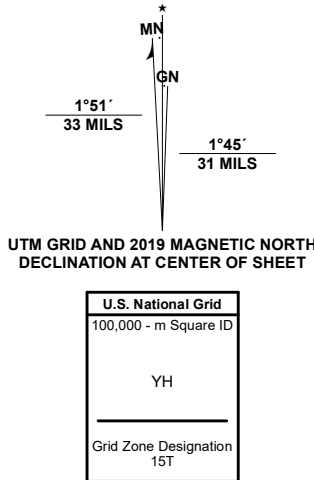 ★
MN
GN
1°51´
33 MILS
1°45´
31 MILS
UTM GRID AND 2019 MAGNETIC NORTH
DECLINATION AT CENTER OF SHEET
U.S. National Grid
100,000 - m Square ID
YH
Grid Zone Designation
15T